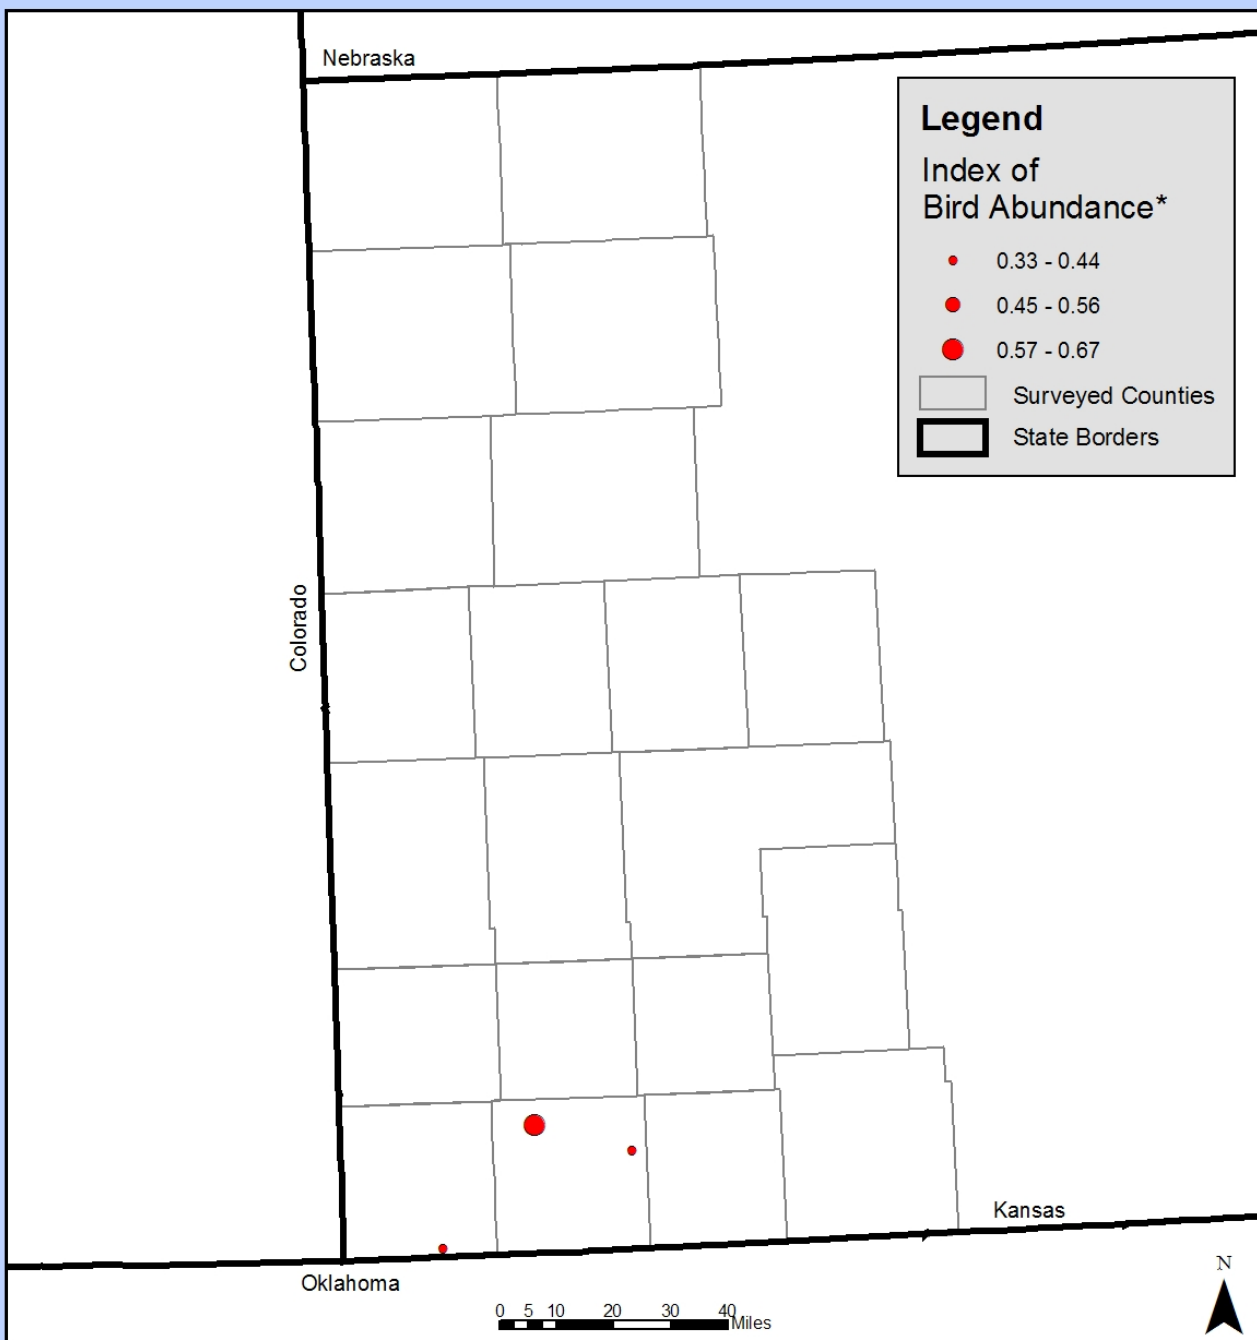 Nebraska
Legend
Index of
Bird Abundance*
0.33 - 0.44
0.45 - 0.56
0.57 - 0.67
Surveyed Counties
State Borders
Colorado
Kansas
Oklahoma
N
0 5 10 20 30 40
Miles